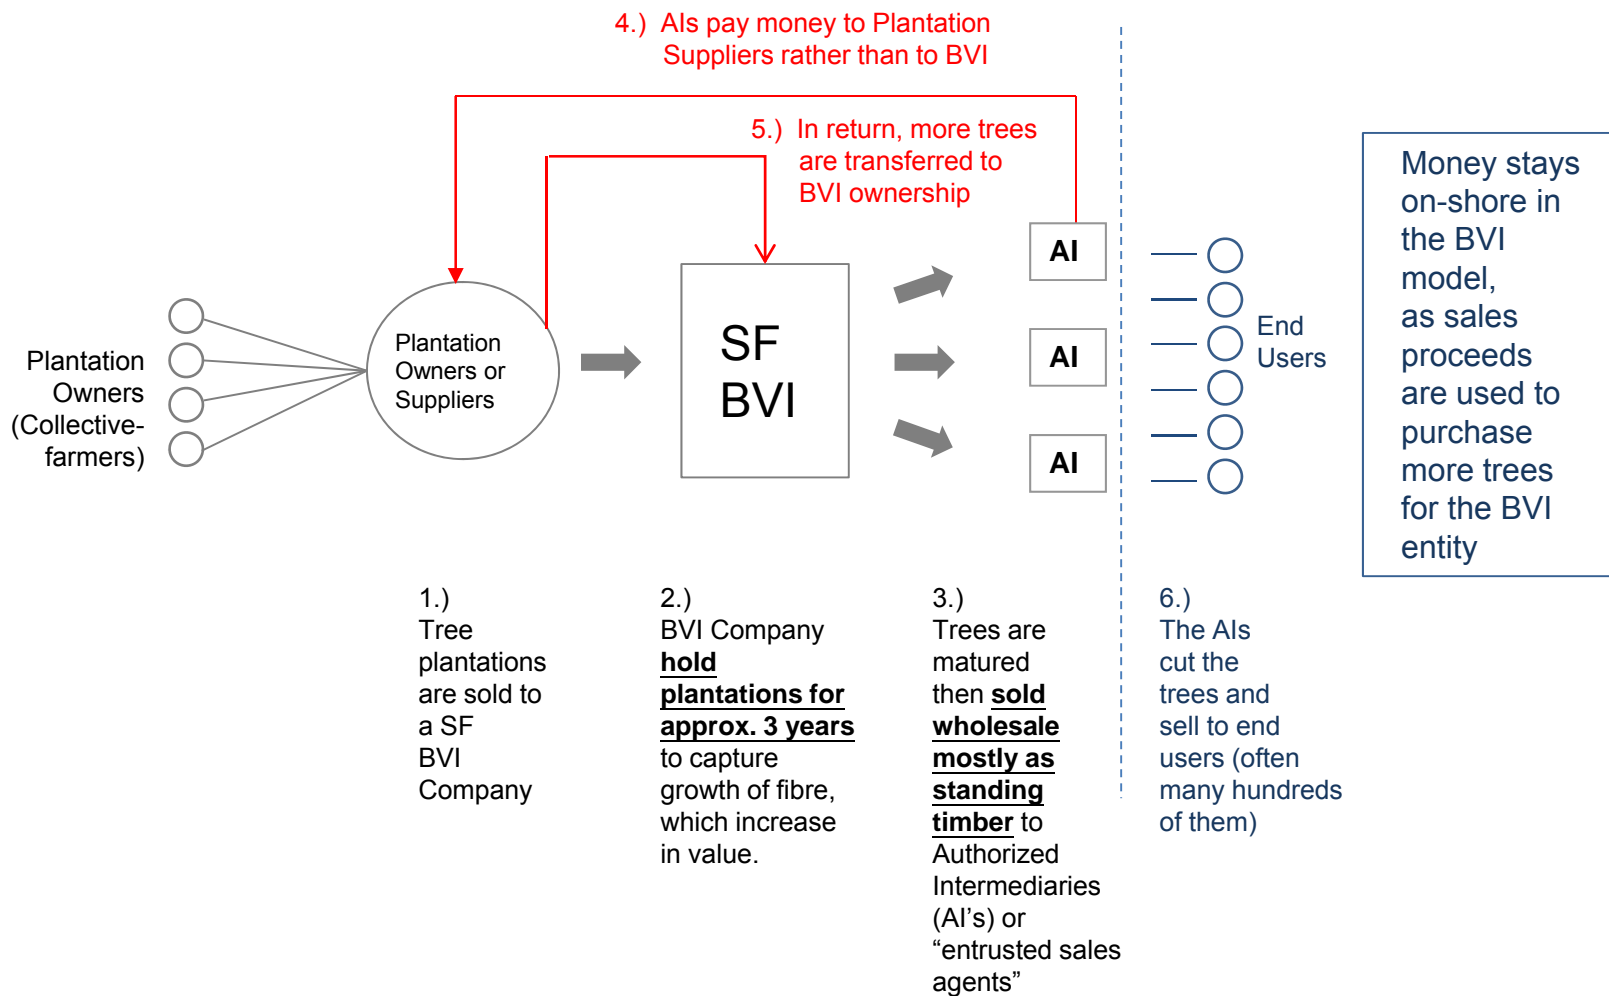 4.) AIs pay money to Plantation
Suppliers rather than to BVI
5.) In return, more trees
are transferred to
BVI ownership
Plantation
Owners
(Collective-
farmers)
Plantation
Owners or
Suppliers
SF
BVI
AI
AI
AI
End
Users
Money stays
on-shore in
the BVI
model,
as sales
proceeds
are used to
purchase
more trees
for the BVI
entity
1.)
Tree
plantations
are sold to
a SF
BVI
Company
2.)
BVI Company
hold
plantations for
approx. 3 years
to capture
growth of fibre,
which increase
in value.
3.)
Trees are
matured
then sold
wholesale
mostly as
standing
timber to
Authorized
Intermediaries
(AI’s) or
“entrusted sales
agents”
6.)
The AIs
cut the
trees and
sell to end
users (often
many hundreds
of them)